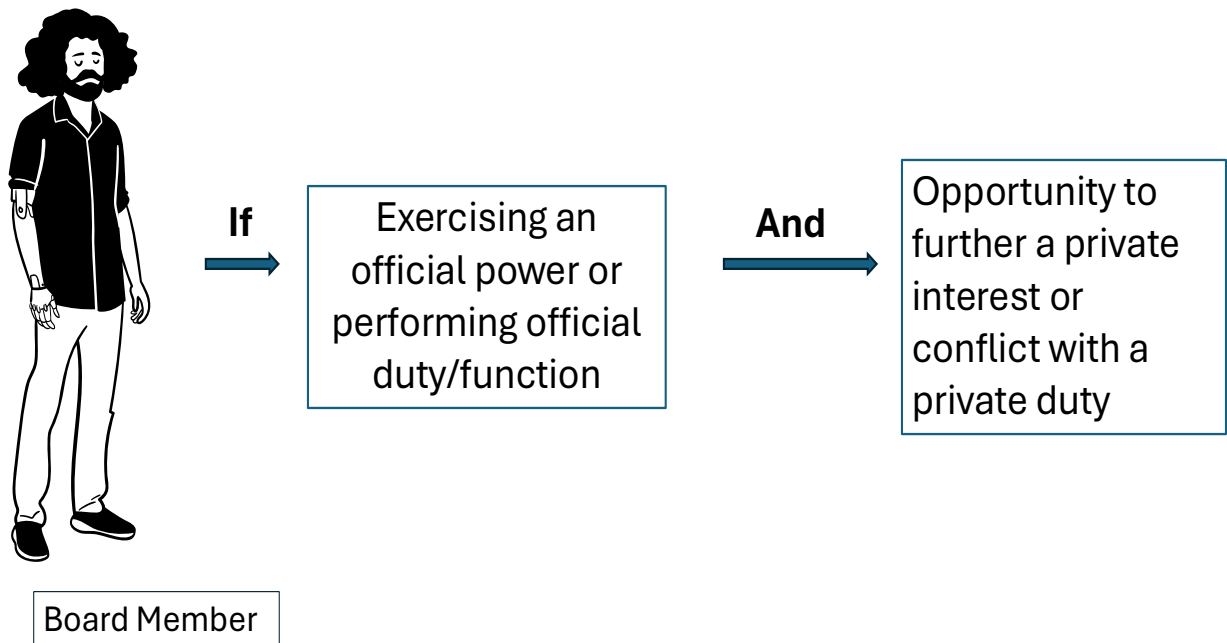 If
Exercising an
official power or
performing official
duty/function
And
Opportunity to
further a private
interest or
conflict with a
private duty
Board Member